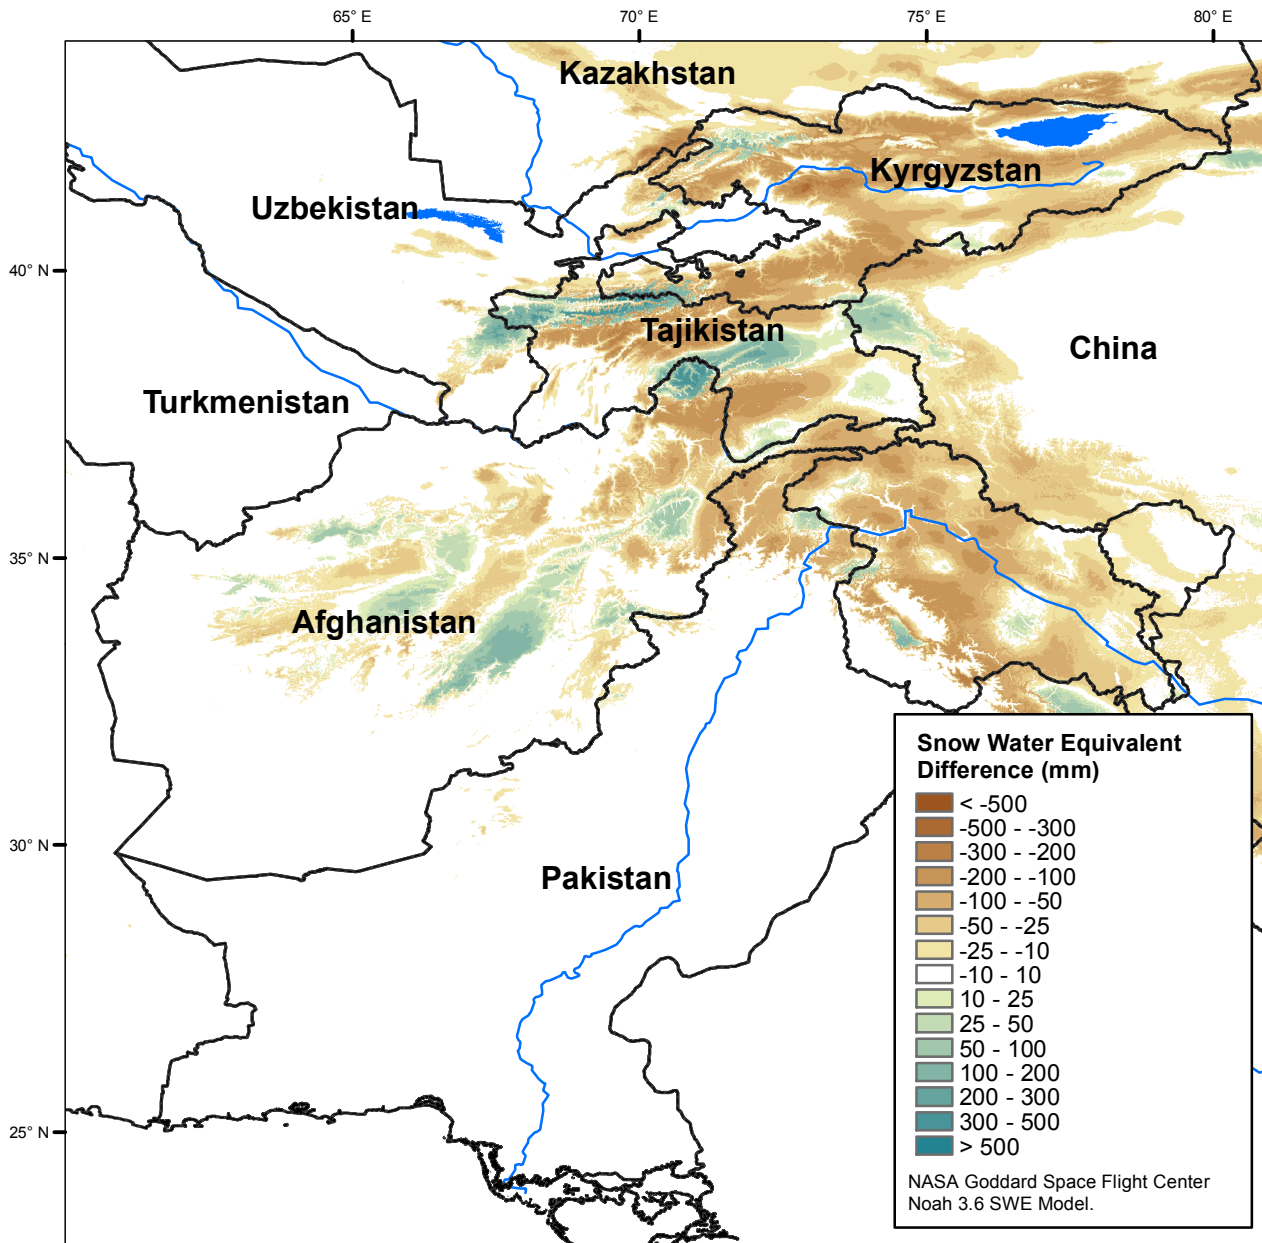 65° E
70° E
75° E
80° E
Kazakhstan
Kyrgyzstan
Uzbekistan
40° N
Tajikistan
China
Turkmenistan
35° N
Afghanistan
30° N
Pakistan
25° N
Snow Water Equivalent
Difference (mm)
< -500
-500 - -300
-300 - -200
-200 - -100
-100 - -50
-50 - -25
-25 - -10
-10 - 10
10 - 25
25 - 50
50 - 100
100 - 200
200 - 300
300 - 500
> 500
NASA Goddard Space Flight Center
Noah 3.6 SWE Model.